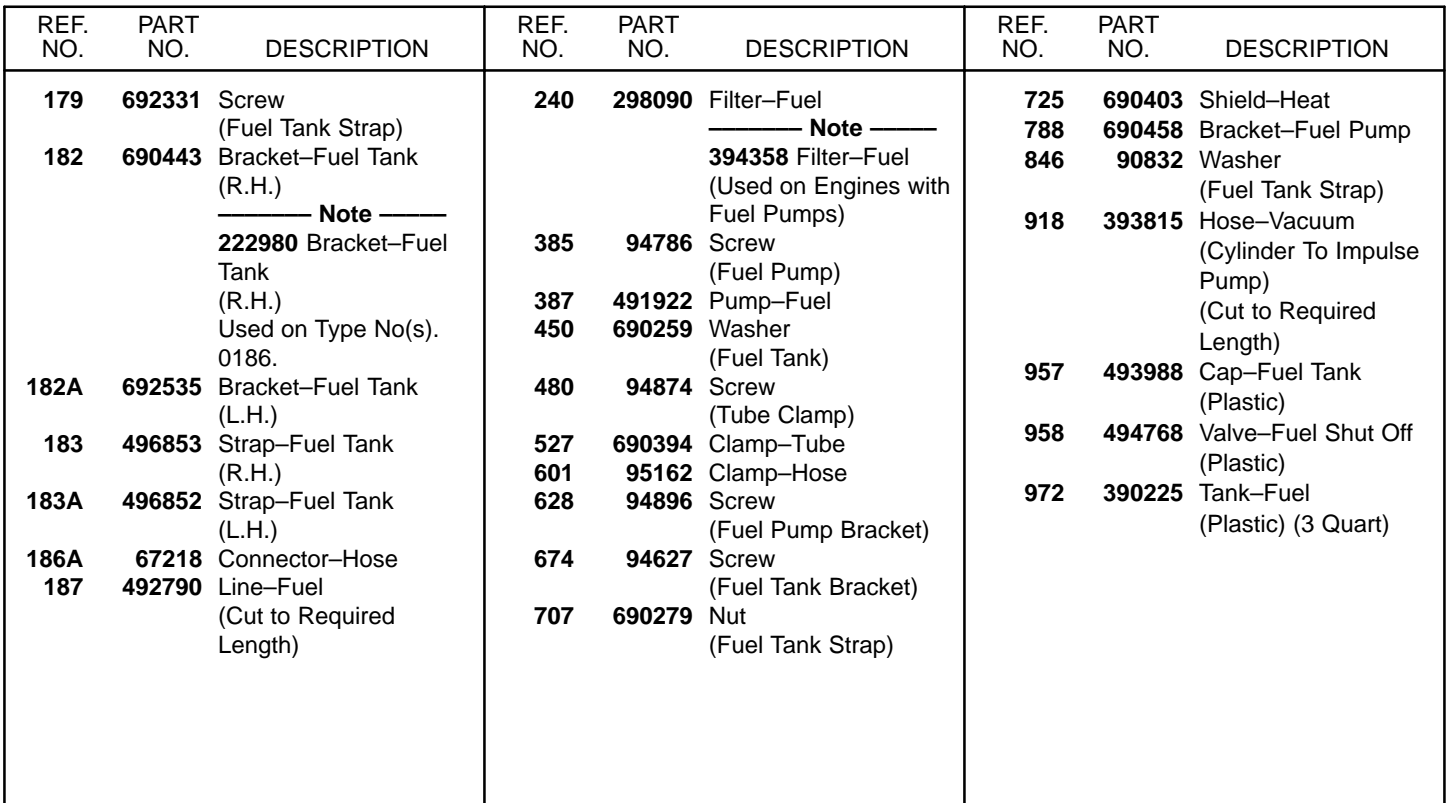 REF. NO. PART NO. DESCRIPTION
179 692331 Screw
(Fuel Tank Strap)
182 690443 Bracket–Fuel Tank
(R.H.)
––––––– Note –––––
222980 Bracket–Fuel
Tank
(R.H.)
Used on Type No(s).
0186.
182A 692535 Bracket–Fuel Tank
(L.H.)
183 496853 Strap–Fuel Tank
(R.H.)
183A 496852 Strap–Fuel Tank
(L.H.)
186A 67218 Connector–Hose
187 492790 Line–Fuel
(Cut to Required
Length)
REF. NO. PART NO. DESCRIPTION
240 298090 Filter–Fuel
––––––– Note –––––
394358 Filter–Fuel
(Used on Engines with
Fuel Pumps)
385 94786 Screw
(Fuel Pump)
387 491922 Pump–Fuel
450 690259 Washer
(Fuel Tank)
480 94874 Screw
(Tube Clamp)
527 690394 Clamp–Tube
601 95162 Clamp–Hose
628 94896 Screw
(Fuel Pump Bracket)
674 94627 Screw
(Fuel Tank Bracket)
707 690279 Nut
(Fuel Tank Strap)
REF. NO. PART NO. DESCRIPTION
725 690403 Shield–Heat
788 690458 Bracket–Fuel Pump
846 90832 Washer
(Fuel Tank Strap)
918 393815 Hose–Vacuum
(Cylinder To Impulse
Pump)
(Cut to Required
Length)
957 493988 Cap–Fuel Tank
(Plastic)
958 494768 Valve–Fuel Shut Off
(Plastic)
972 390225 Tank–Fuel
(Plastic) (3 Quart)